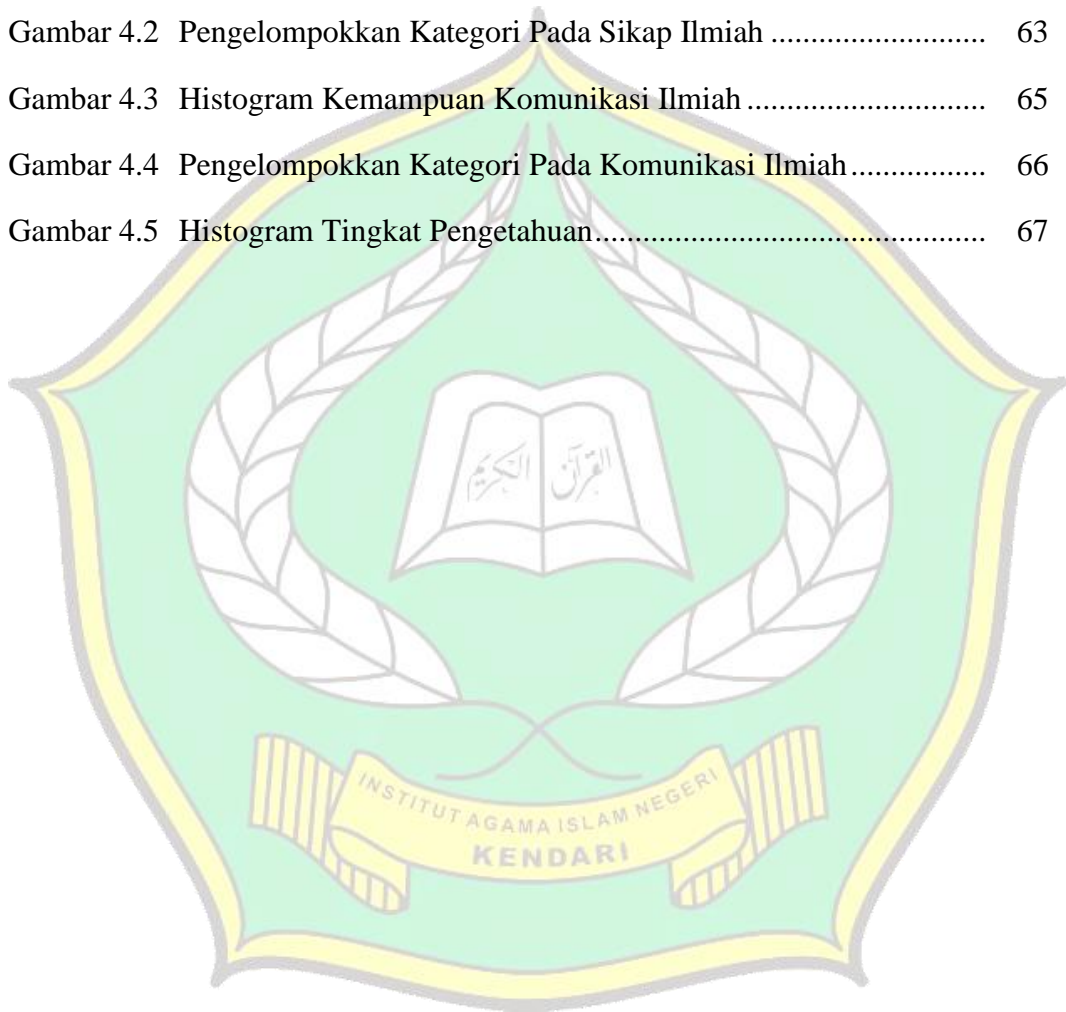 Gambar 4.2 Pengelompokkan Kategori Pada Sikap Ilmiah ......................... 63
Gambar 4.3 Histogram Kemampuan Komunikasi Ilmiah ............................ 65
Gambar 4.4 Pengelompokkan Kategori Pada Komunikasi Ilmiah ................ 66
Gambar 4.5 Histogram Tingkat Pengetahuan.............................................. 67
القرآن الكريم
INSTITUT AGAMA ISLAM NEGERI
KENDARI